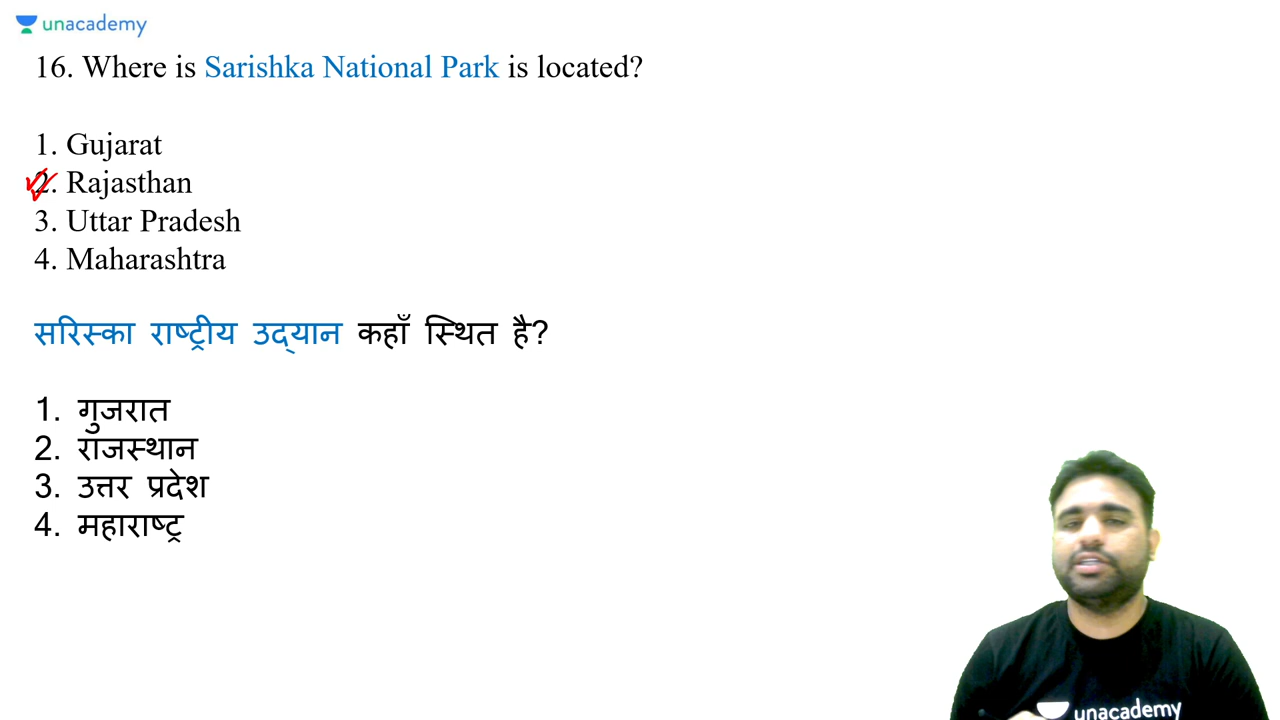 unacademy
16. Where is Sarishka National Park is located?
1. Gujarat
2. Rajasthan
3. Uttar Pradesh
4. Maharashtra
सरिस्का राष्ट्रीय उद्यान कहाँ स्थित है?
1. गुजरात
2. राजस्थान
3. उत्तर प्रदेश
4. महाराष्ट्र
unacademy